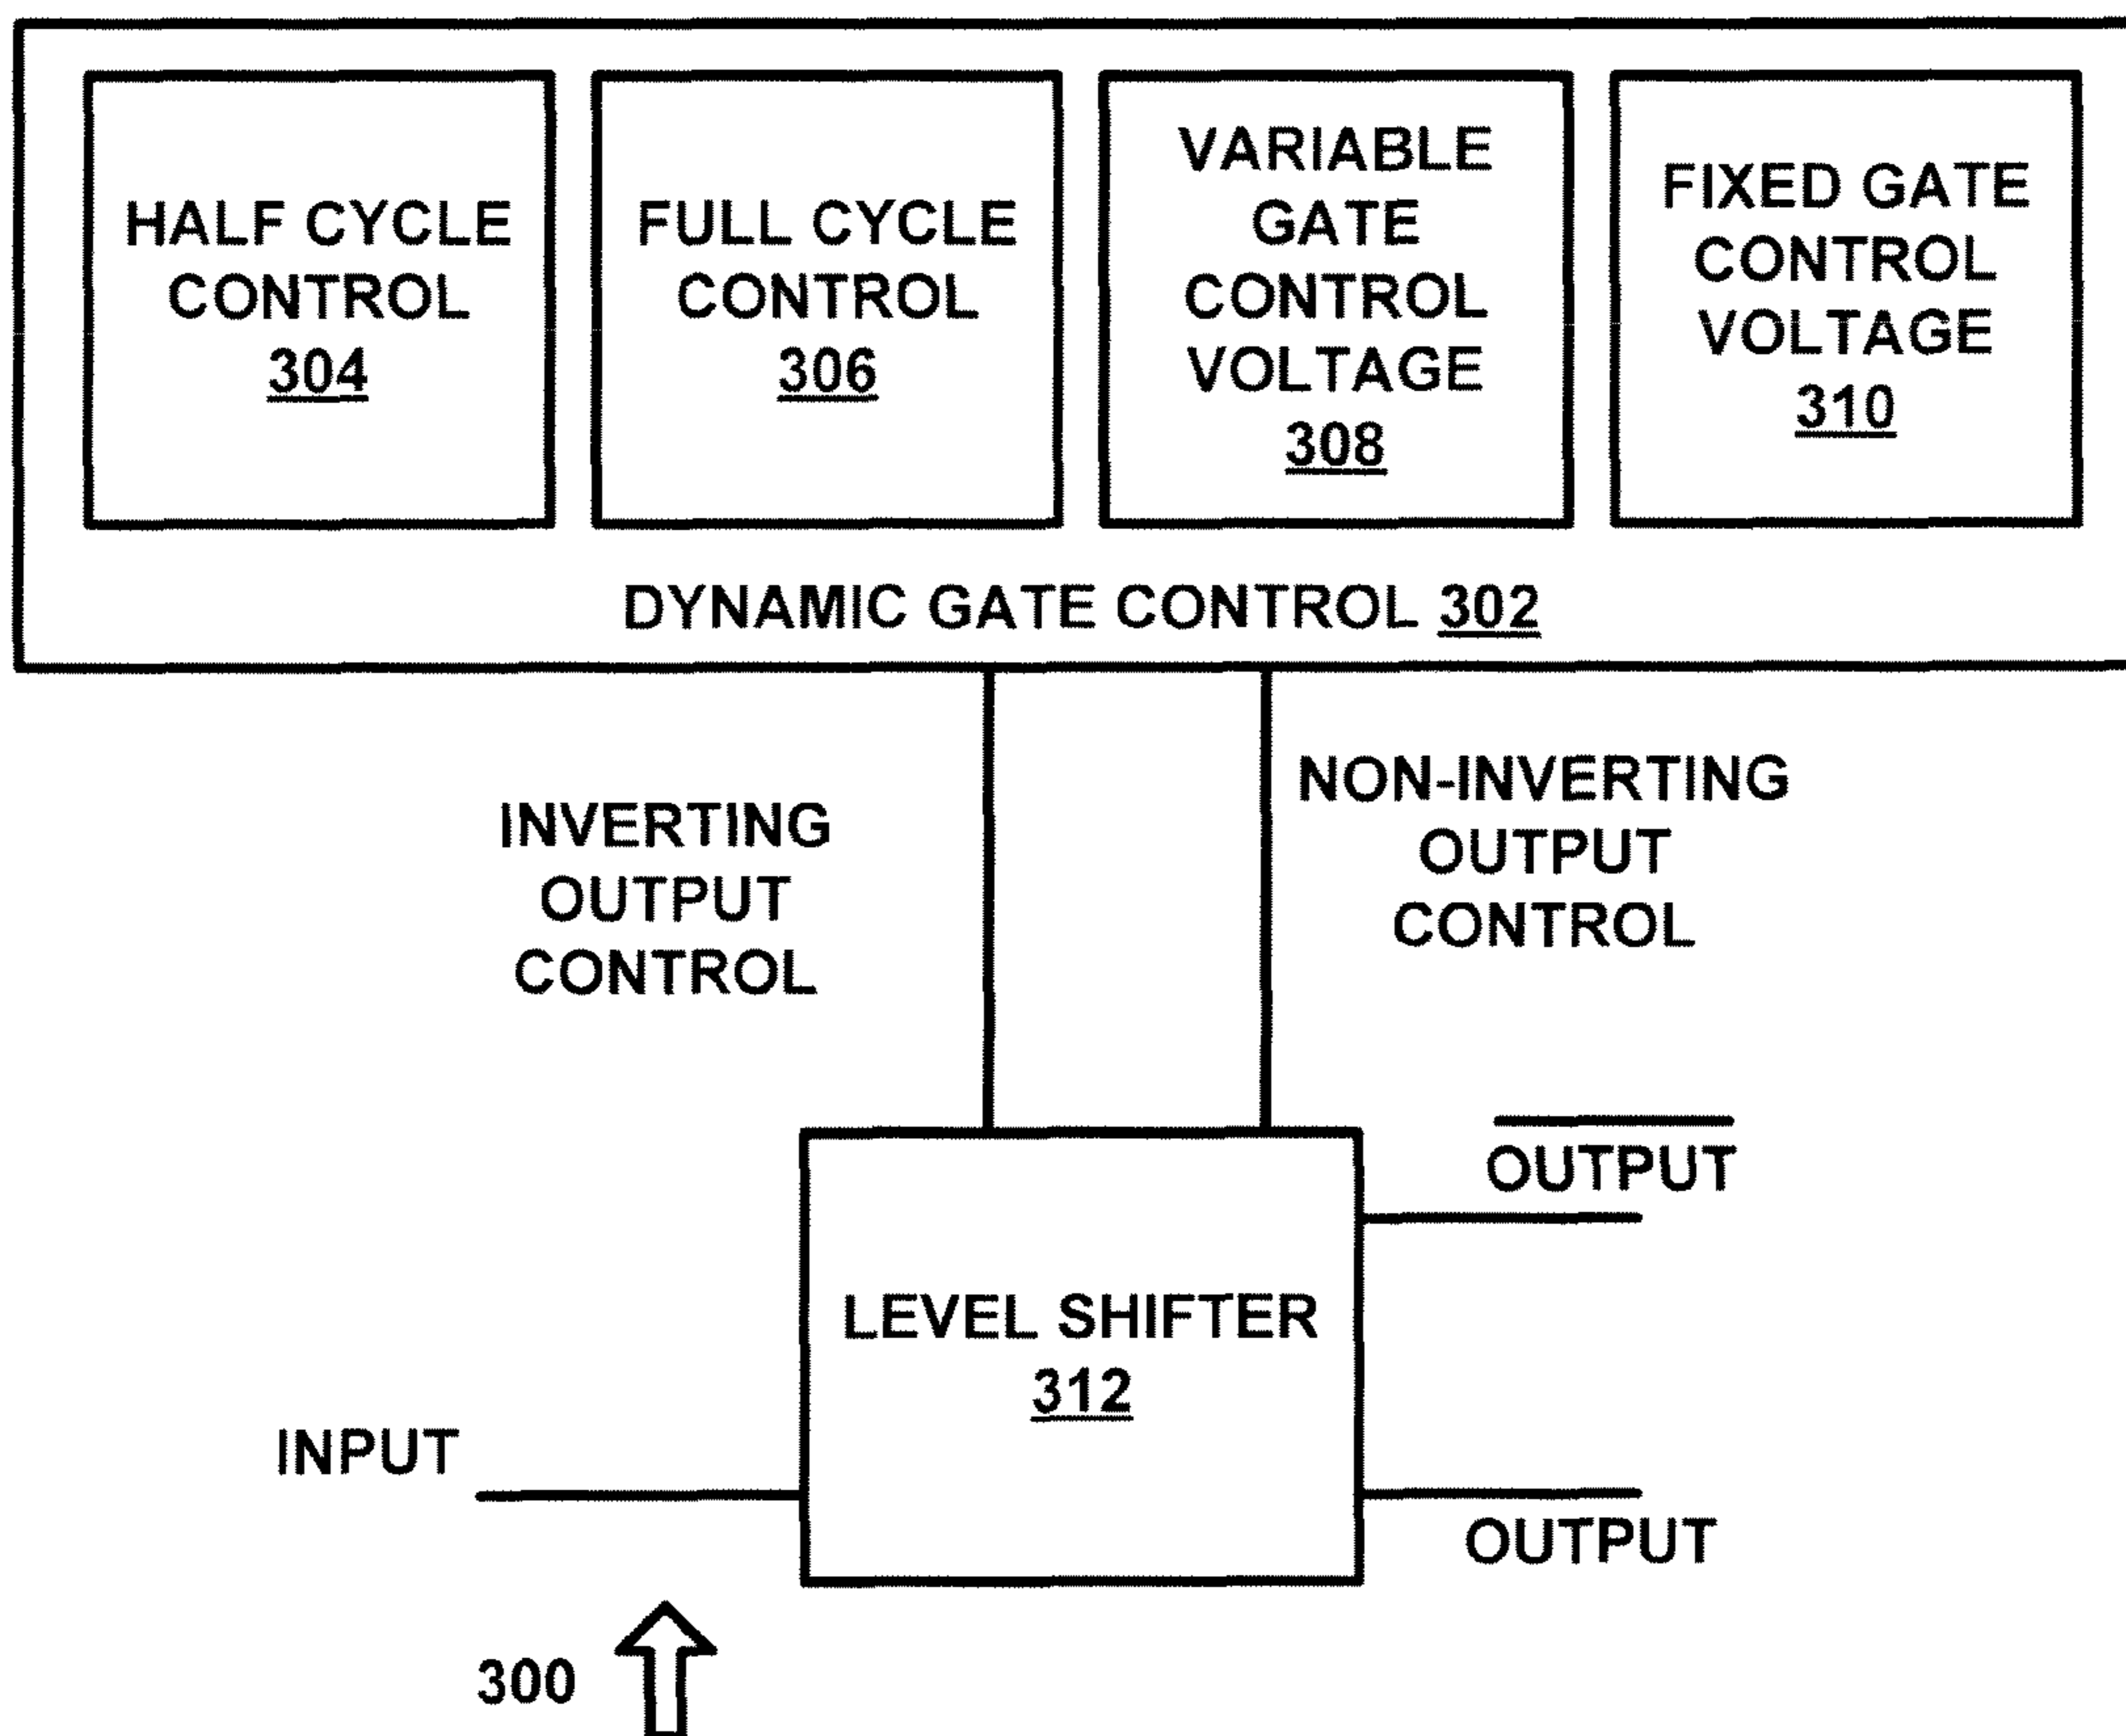 HALF CYCLE
CONTROL
304
FULL CYCLE
CONTROL
306
VARIABLE
GATE
CONTROL
VOLTAGE
308
FIXED GATE
CONTROL
VOLTAGE
310
DYNAMIC GATE CONTROL 302
INVERTING
OUTPUT
CONTROL
NON-INVERTING
OUTPUT
CONTROL
OUTPUT
LEVEL SHIFTER
312
INPUT
OUTPUT
300